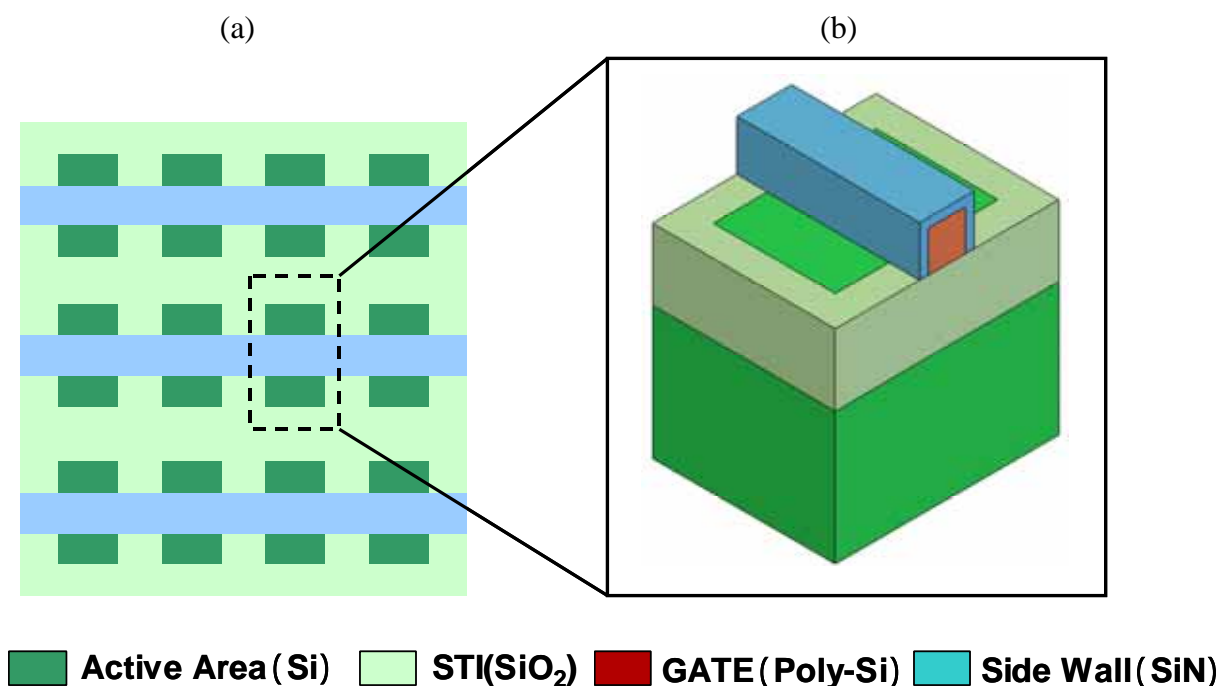 (a)
(b)
Active Area(Si)
STI(SiO₂)
GATE(Poly-Si)
Side Wall(SiN)